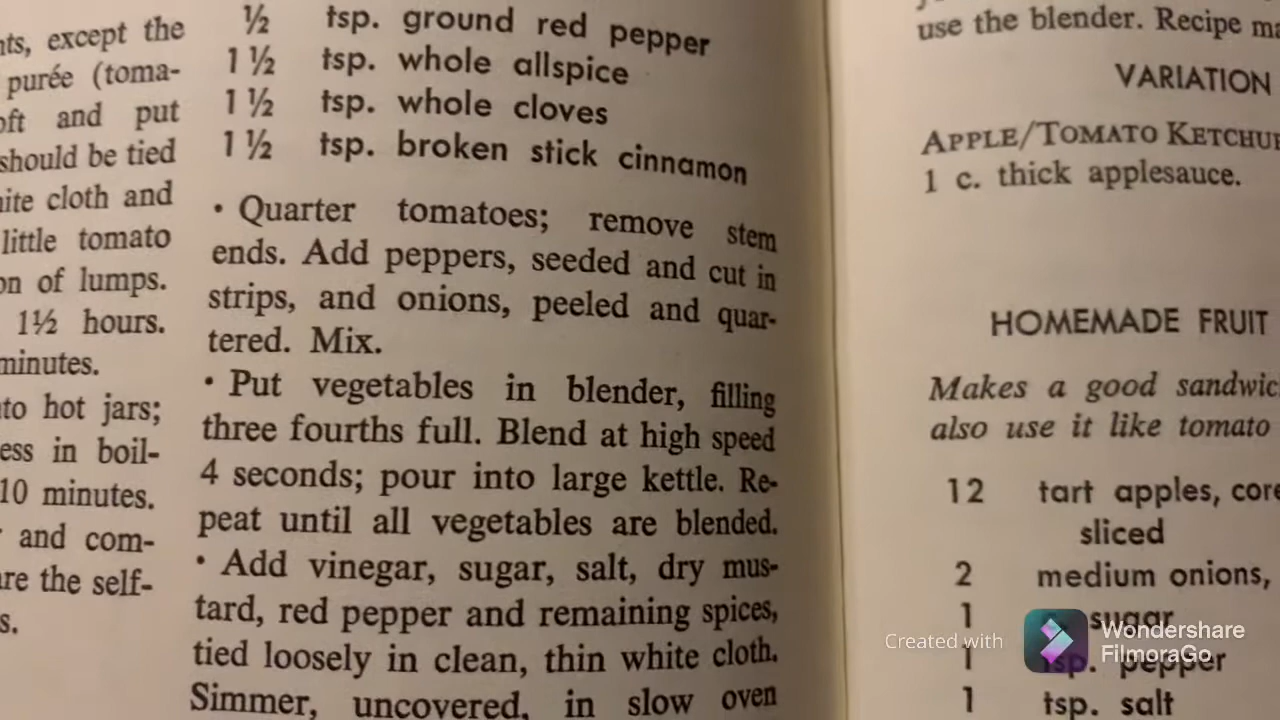 nts, except the
purée (toma-
oft and put
should be tied
ite cloth and
little tomato
on of lumps.
1½ hours.
minutes.
to hot jars;
ess in boil-
10 minutes.
and com-
re the self-
s.
½ tsp. ground red pepper
1½ tsp. whole allspice
1½ tsp. whole cloves
1½ tsp. broken stick cinnamon
• Quarter tomatoes; remove stem
ends. Add peppers, seeded and cut in
strips, and onions, peeled and quar-
tered. Mix.
• Put vegetables in blender, filling
three fourths full. Blend at high speed
4 seconds; pour into large kettle. Re-
peat until all vegetables are blended.
• Add vinegar, sugar, salt, dry mus-
tard, red pepper and remaining spices,
tied loosely in clean, thin white cloth.
Simmer, uncovered, in slow oven
use the blender. Recipe ma
VARIATION
APPLE/TOMATO KETCHUP
1 c. thick applesauce.
HOMEMADE FRUIT
Makes a good sandwic
also use it like tomato
12 tart apples, core
sliced
2 medium onions,
1 sugar
1 tsp. pepper
1 tsp. salt
Created with
Wondershare
FilmoraGo